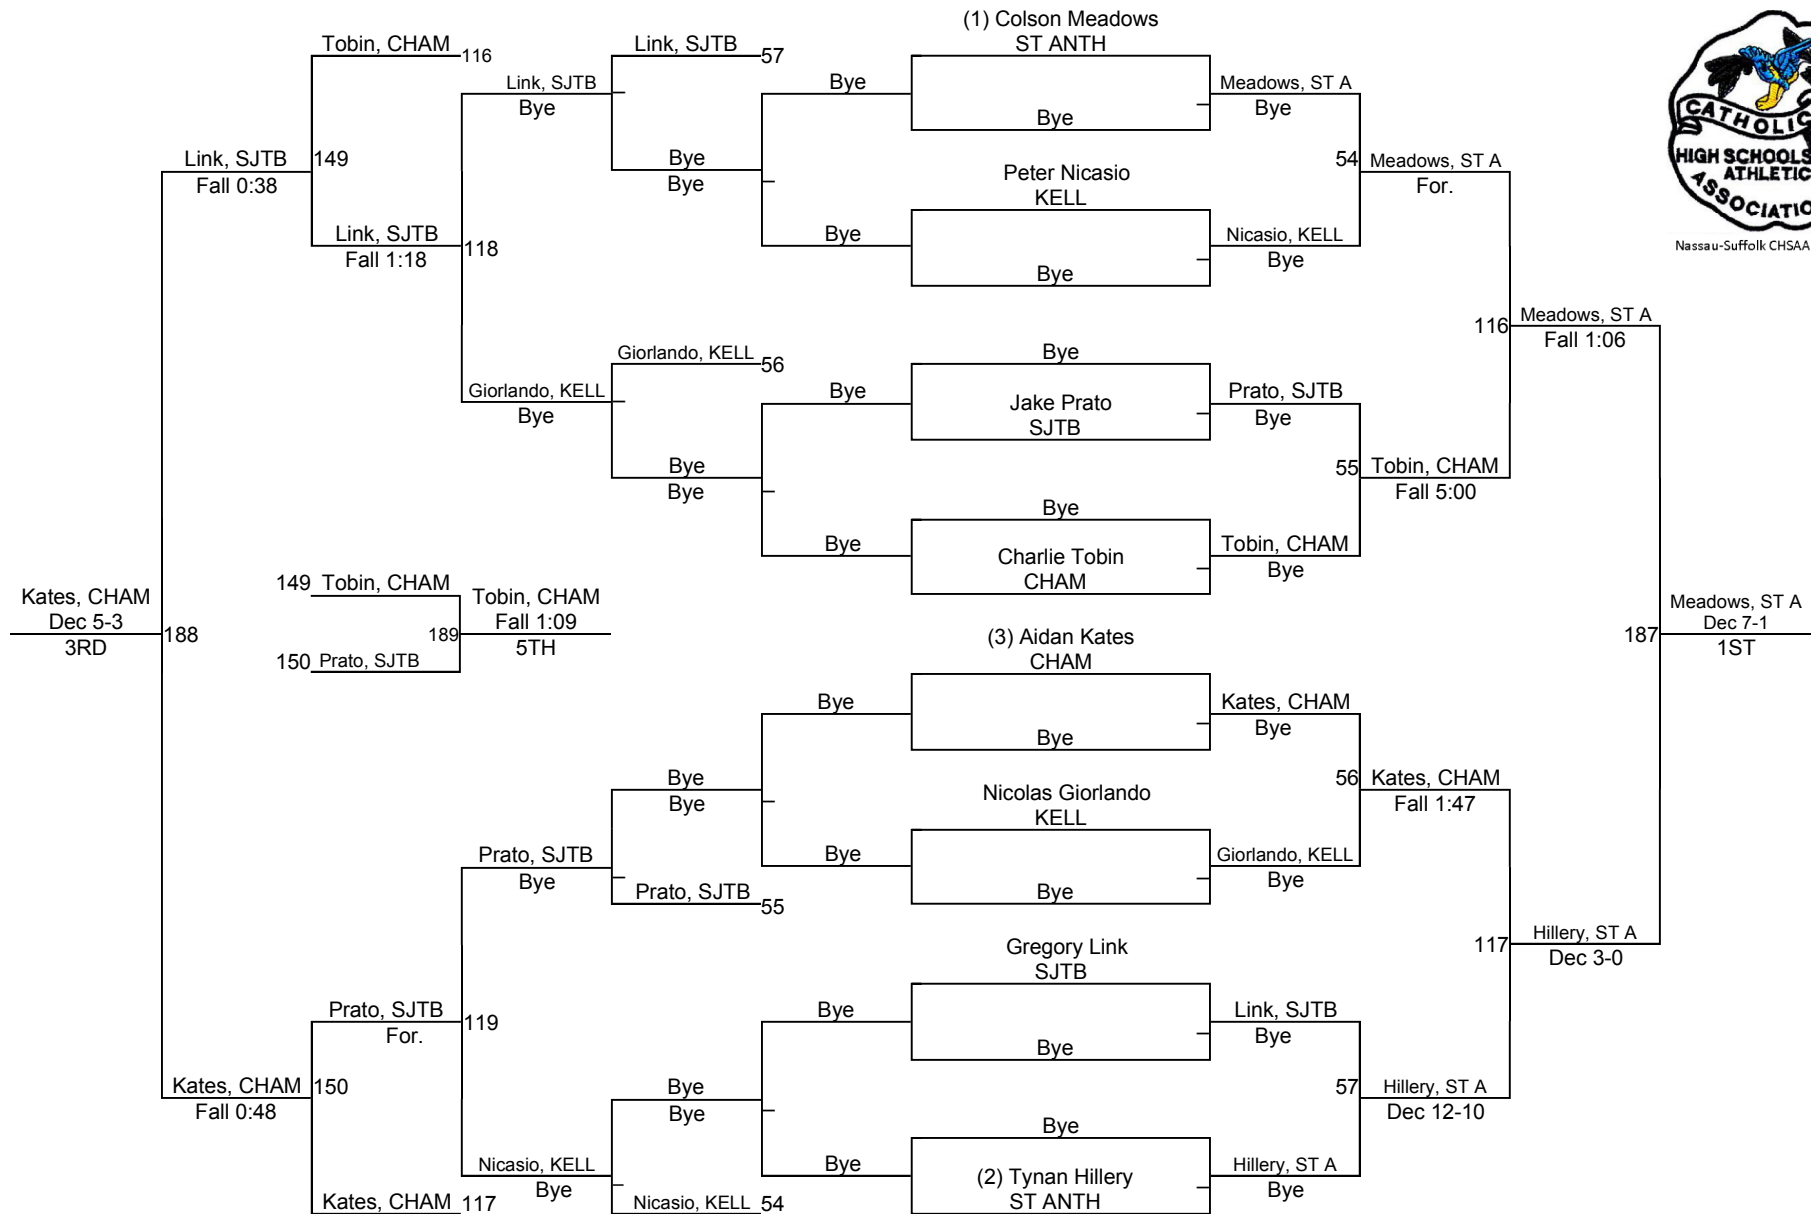 (1) Colson Meadows
ST ANTH
Tobin, CHAM
116
Link, SJTB
57
Link, SJTB
Bye
Bye
Bye
Meadows, ST A
Bye
Link, SJTB
Fall 0:38
149
Bye
Bye
Peter Nicasio
KELL
54
Meadows, ST A
For.
Link, SJTB
Fall 1:18
118
Bye
Bye
Nicasio, KELL
Bye
CATHOLIC
HIGH SCHOOLS
ATHLETIC
ASSOCIATIO
Nassau-Suffolk CHSAA
116
Meadows, ST A
Fall 1:06
Giorlando, KELL
56
Bye
Giorlando, KELL
Bye
Bye
Jake Prato
SJTB
Prato, SJTB
Bye
Bye
Bye
55
Tobin, CHAM
Fall 5:00
Bye
Bye
Charlie Tobin
CHAM
Tobin, CHAM
Bye
Kates, CHAM
Dec 5-3
3RD
188
149
Tobin, CHAM
150
Prato, SJTB
189
Tobin, CHAM
Fall 1:09
5TH
187
Meadows, ST A
Dec 7-1
1ST
(3) Aidan Kates
CHAM
Bye
Bye
Kates, CHAM
Bye
Bye
Bye
56
Kates, CHAM
Fall 1:47
Nicolas Giorlando
KELL
Prato, SJTB
Bye
Bye
Bye
Giorlando, KELL
Bye
Prato, SJTB
55
117
Hillery, ST A
Dec 3-0
Gregory Link
SJTB
Prato, SJTB
For.
119
Bye
Bye
Link, SJTB
Bye
Kates, CHAM
Fall 0:48
150
Bye
Bye
57
Hillery, ST A
Dec 12-10
Bye
Nicasio, KELL
Bye
Bye
(2) Tynan Hillery
ST ANTH
Hillery, ST A
Bye
Kates, CHAM
117
Nicasio, KELL
54